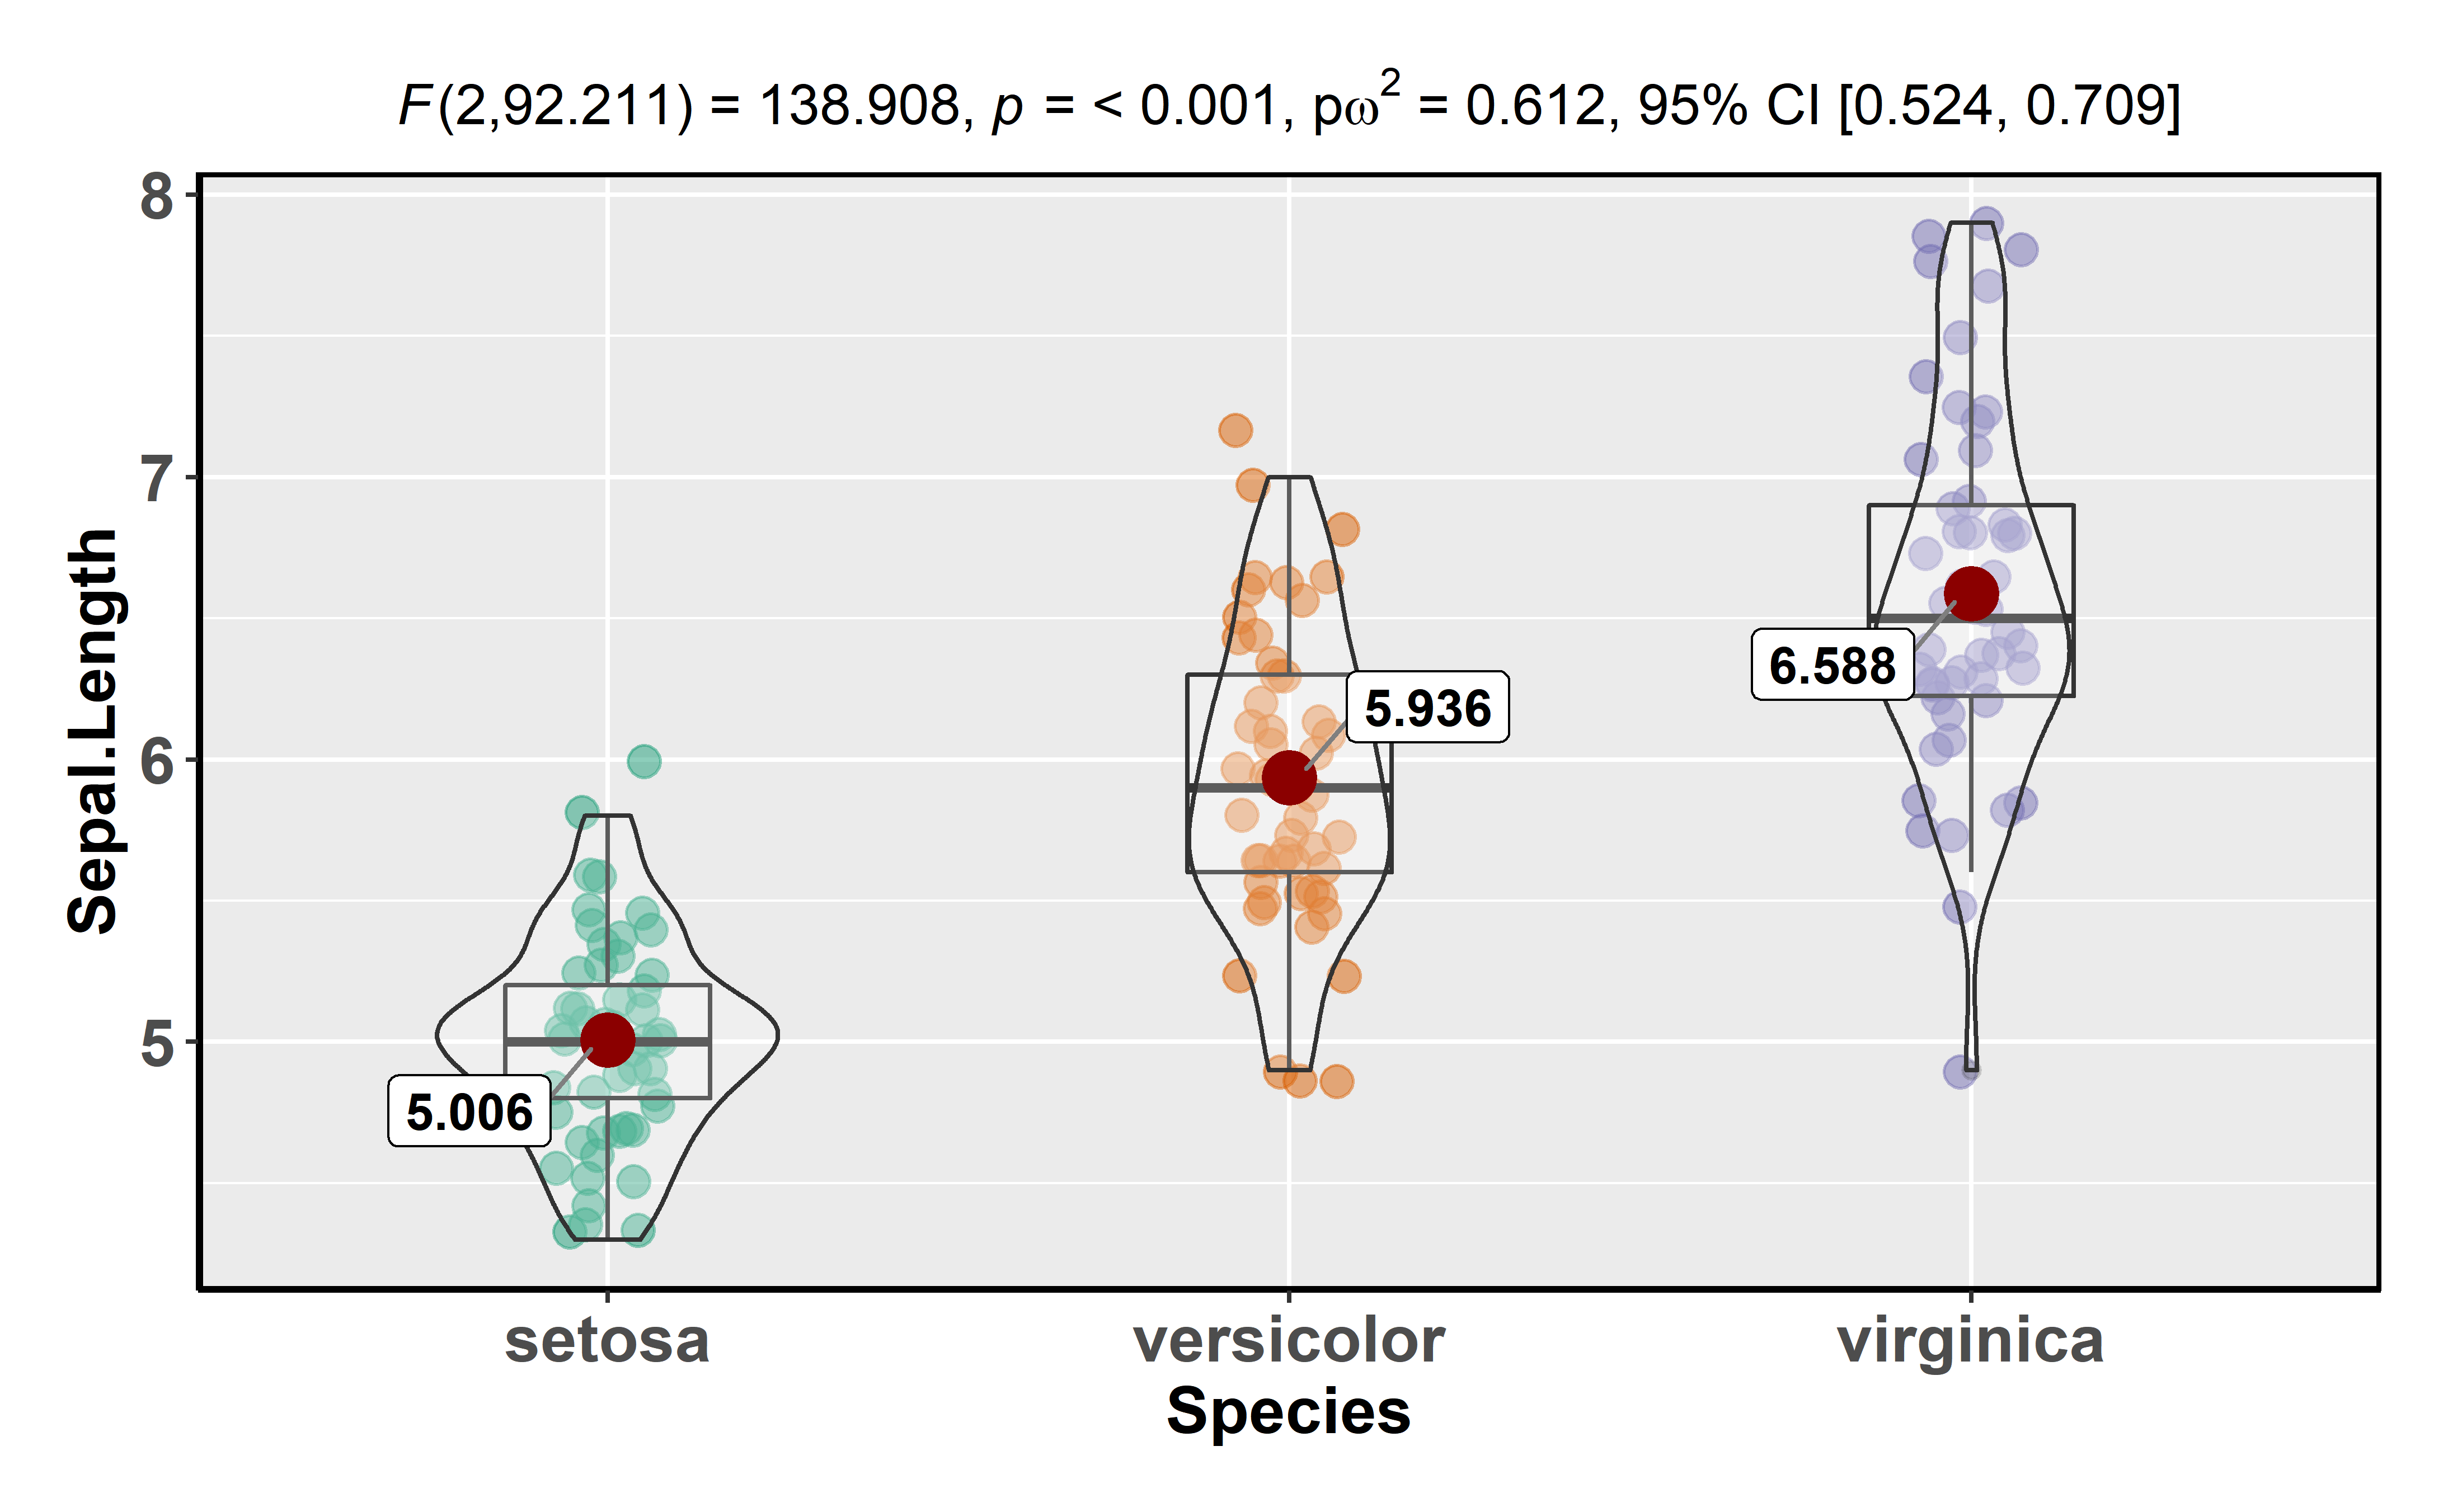 F(2,92.211) = 138.908, p = < 0.001, pω² = 0.612, 95% CI [0.524, 0.709]
8
7
6
5
Sepal.Length
5.006
5.936
6.588
setosa
versicolor
virginica
Species